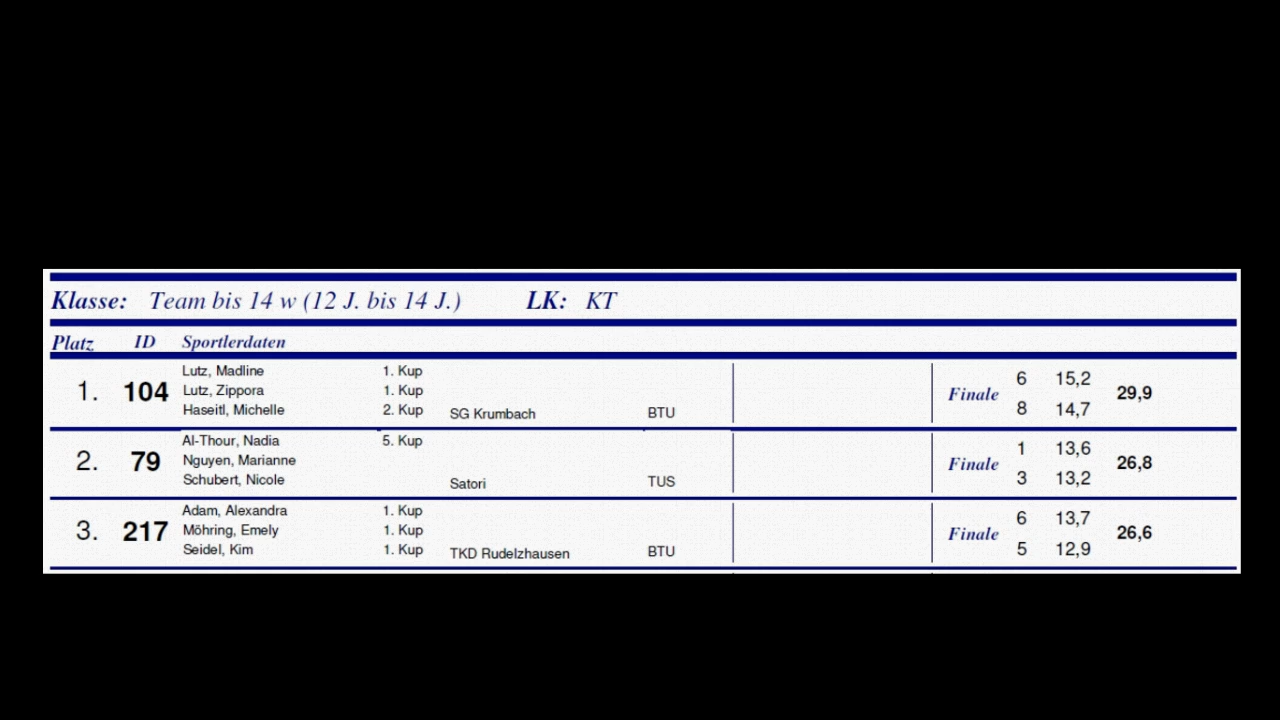 Klasse: Team bis 14 w (12 J. bis 14 J.) LK: KT
Platz ID Sportlerdaten
1. 104 Lutz, Madline 1. Kup
Lutz, Zippora 1. Kup
Haseitl, Michelle 2. Kup SG Krumbach BTU
Finale 6 15,2 29,9
8 14,7
2. 79 Al-Thour, Nadia 5. Kup
Nguyen, Marianne
Schubert, Nicole Satori TUS
Finale 1 13,6 26,8
3 13,2
3. 217 Adam, Alexandra 1. Kup
Möhring, Emely 1. Kup
Seidel, Kim 1. Kup TKD Rudelzhausen BTU
Finale 6 13,7 26,6
5 12,9